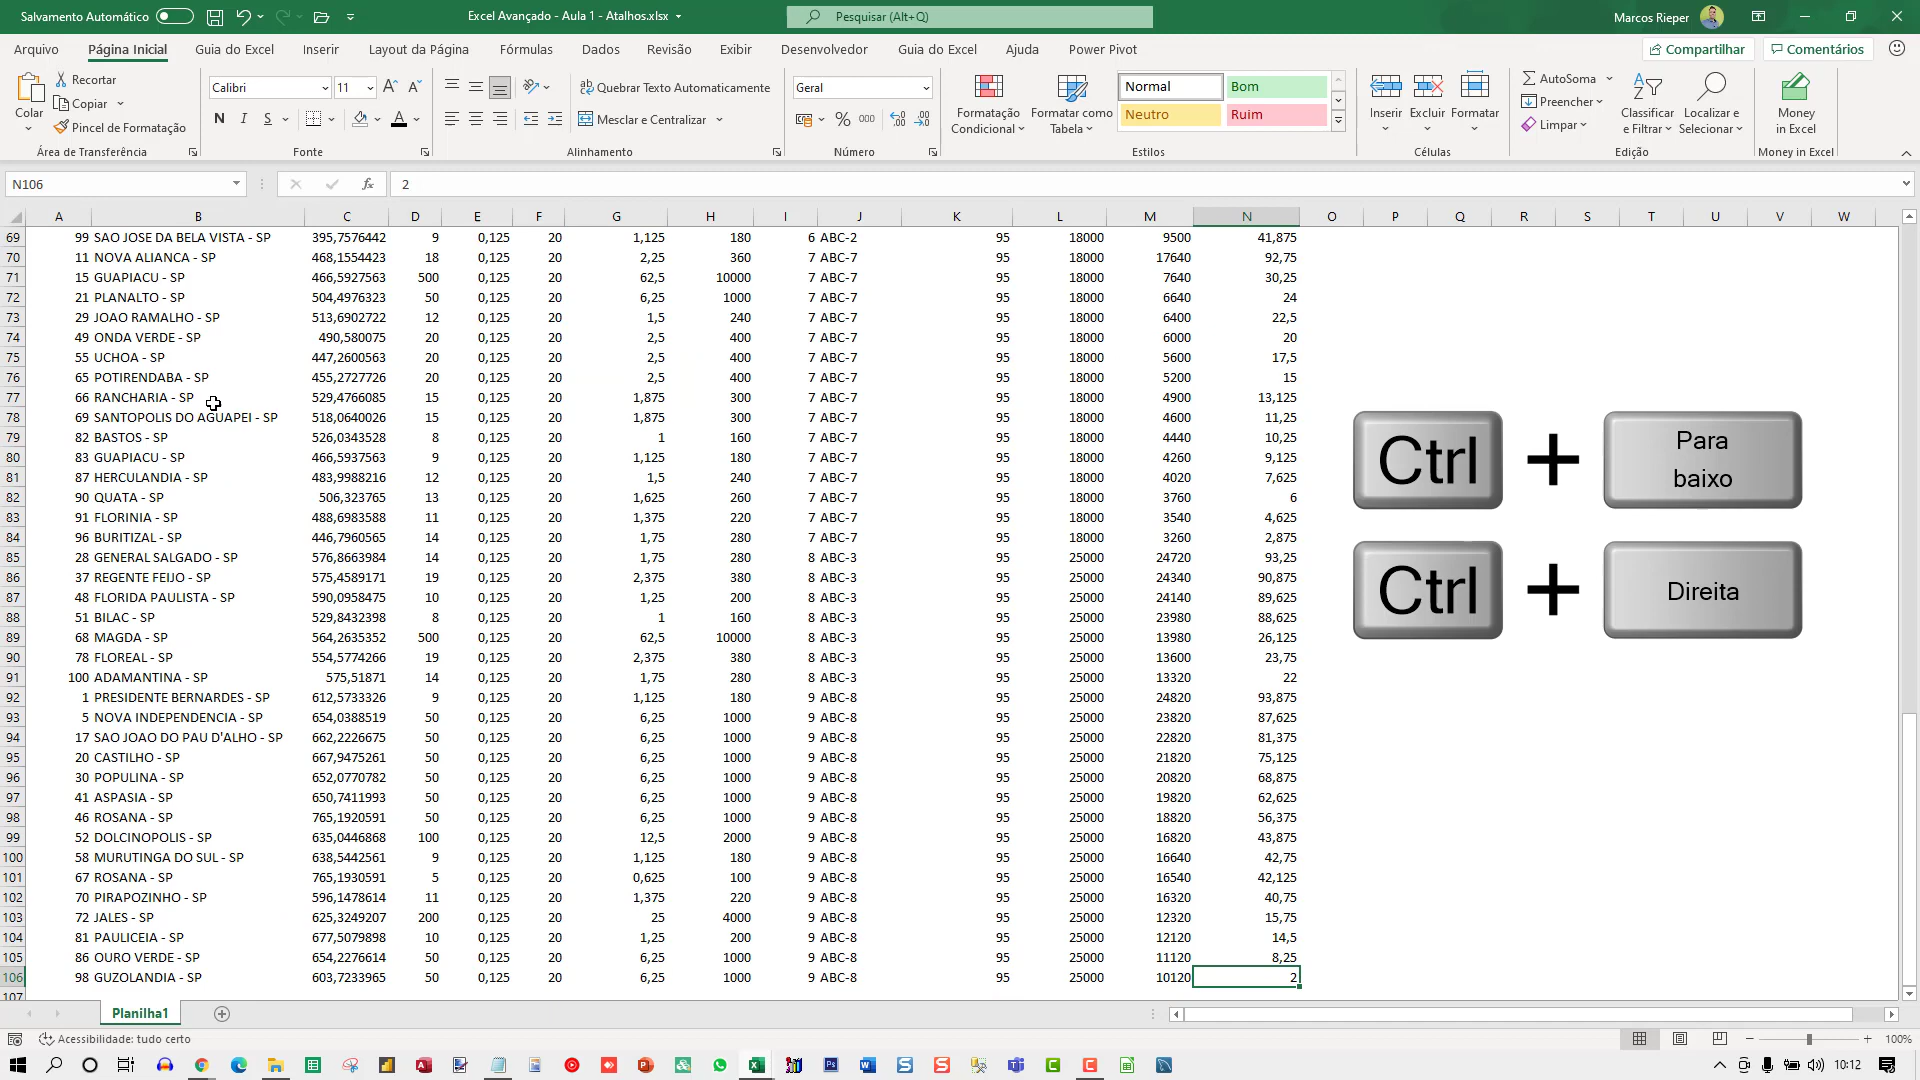 Salvamento Automático
Excel Avançado - Aula 1 - Atalhos.xlsx
Pesquisar (Alt+Q)
Marcos Rieper
Arquivo Página Inicial Guia do Excel Inserir Layout da Página Fórmulas Dados Revisão Exibir Desenvolvedor Guia do Excel Ajuda Power Pivot
Compartilhar Comentários
Colar
Recortar
Copiar
Pincel de Formatação
Área de Transferência
Calibri 11
N I S
Fonte
Quebrar Texto Automaticamente
Mesclar e Centralizar
Alinhamento
Geral
% 000
Número
Formatação
Condicional
Formatar como
Tabela
Normal Bom
Neutro Ruim
Estilos
Inserir Excluir Formatar
Células
AutoSoma
Preencher
Limpar
Classificar
e Filtrar
Localizar e
Selecionar
Edição
Money
in Excel
Money in Excel
N106 fx 2
A B C D E F G H I J K L M N O P Q R S T U V W
69 99 SAO JOSE DA BELA VISTA - SP 395,7576442 9 0,125 20 1,125 180 6 ABC-2 95 18000 9500 41,875
70 11 NOVA ALIANCA - SP 468,1554423 18 0,125 20 2,25 360 7 ABC-7 95 18000 17640 92,75
71 15 GUAPIACU - SP 466,5927563 500 0,125 20 62,5 10000 7 ABC-7 95 18000 7640 30,25
72 21 PLANALTO - SP 504,4976323 50 0,125 20 6,25 1000 7 ABC-7 95 18000 6640 24
73 29 JOAO RAMALHO - SP 513,6902722 12 0,125 20 1,5 240 7 ABC-7 95 18000 6400 22,5
74 49 ONDA VERDE - SP 490,580075 20 0,125 20 2,5 400 7 ABC-7 95 18000 6000 20
75 55 UCHOA - SP 447,2600563 20 0,125 20 2,5 400 7 ABC-7 95 18000 5600 17,5
76 65 POTIRENDABA - SP 455,2727726 20 0,125 20 2,5 400 7 ABC-7 95 18000 5200 15
77 66 RANCHARIA - SP 529,4766085 15 0,125 20 1,875 300 7 ABC-7 95 18000 4900 13,125
78 69 SANTOPOLIS DO AGUAPEI - SP 518,0640026 15 0,125 20 1,875 300 7 ABC-7 95 18000 4600 11,25
79 82 BASTOS - SP 526,0343528 8 0,125 20 1 160 7 ABC-7 95 18000 4440 10,25
80 83 GUAPIACU - SP 466,5937563 9 0,125 20 1,125 180 7 ABC-7 95 18000 4260 9,125
81 87 HERCULANDIA - SP 483,9988216 12 0,125 20 1,5 240 7 ABC-7 95 18000 4020 7,625
82 90 QUATA - SP 506,323765 13 0,125 20 1,625 260 7 ABC-7 95 18000 3760 6
83 91 FLORINIA - SP 488,6983588 11 0,125 20 1,375 220 7 ABC-7 95 18000 3540 4,625
84 96 BURITIZAL - SP 446,7960565 14 0,125 20 1,75 280 7 ABC-7 95 18000 3260 2,875
85 28 GENERAL SALGADO - SP 576,8663984 14 0,125 20 1,75 280 8 ABC-3 95 25000 24720 93,25
86 37 REGENTE FEIJO - SP 575,4589171 19 0,125 20 2,375 380 8 ABC-3 95 25000 24340 90,875
87 48 FLORIDA PAULISTA - SP 590,0958475 10 0,125 20 1,25 200 8 ABC-3 95 25000 24140 89,625
88 51 BILAC - SP 529,8432398 8 0,125 20 1 160 8 ABC-3 95 25000 23980 88,625
89 68 MAGDA - SP 564,2635352 500 0,125 20 62,5 10000 8 ABC-3 95 25000 13980 26,125
90 78 FLOREAL - SP 554,5774266 19 0,125 20 2,375 380 8 ABC-3 95 25000 13600 23,75
91 100 ADAMANTINA - SP 575,51871 14 0,125 20 1,75 280 8 ABC-3 95 25000 13320 22
92 1 PRESIDENTE BERNARDES - SP 612,5733326 9 0,125 20 1,125 180 9 ABC-8 95 25000 24820 93,875
93 5 NOVA INDEPENDENCIA - SP 654,0388519 50 0,125 20 6,25 1000 9 ABC-8 95 25000 23820 87,625
94 17 SAO JOAO DO PAU D'ALHO - SP 662,2226675 50 0,125 20 6,25 1000 9 ABC-8 95 25000 22820 81,375
95 20 CASTILHO - SP 667,9475261 50 0,125 20 6,25 1000 9 ABC-8 95 25000 21820 75,125
96 30 POPULINA - SP 652,0770782 50 0,125 20 6,25 1000 9 ABC-8 95 25000 20820 68,875
97 41 ASPASIA - SP 650,7411993 50 0,125 20 6,25 1000 9 ABC-8 95 25000 19820 62,625
98 46 ROSANA - SP 765,1920591 50 0,125 20 6,25 1000 9 ABC-8 95 25000 18820 56,375
99 52 DOLCINOPOLIS - SP 635,0446868 100 0,125 20 12,5 2000 9 ABC-8 95 25000 16820 43,875
100 58 MURUTINGA DO SUL - SP 638,5442561 9 0,125 20 1,125 180 9 ABC-8 95 25000 16640 42,75
101 67 ROSANA - SP 765,1930591 5 0,125 20 0,625 100 9 ABC-8 95 25000 16540 42,125
102 70 PIRAPOZINHO - SP 596,1478614 11 0,125 20 1,375 220 9 ABC-8 95 25000 16320 40,75
103 72 JALES - SP 625,3249207 200 0,125 20 25 4000 9 ABC-8 95 25000 12320 15,75
104 81 PAULICEIA - SP 677,5079898 10 0,125 20 1,25 200 9 ABC-8 95 25000 12120 14,5
105 86 OURO VERDE - SP 654,2276614 50 0,125 20 6,25 1000 9 ABC-8 95 25000 11120 8,25
106 98 GUZOLANDIA - SP 603,7233965 50 0,125 20 6,25 1000 9 ABC-8 95 25000 10120 2
107
Ctrl + Para
baixo
Ctrl + Direita
Planilha1
Acessibilidade: tudo certo
100%
10:12